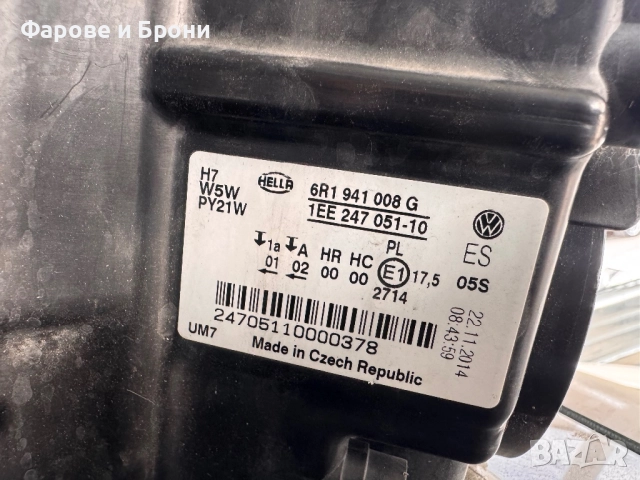 Фарове и Брони
H7
W5W
PY21W
HELLA
6R1 941 008 G
1EE 247 051-10
ES
PL
1a A HR HC E1 17,5 05S
01 02 00 00
2714
22.11.2014
08:43:59
24705110000378
UM7
Made in Czech Republic
BAZAR